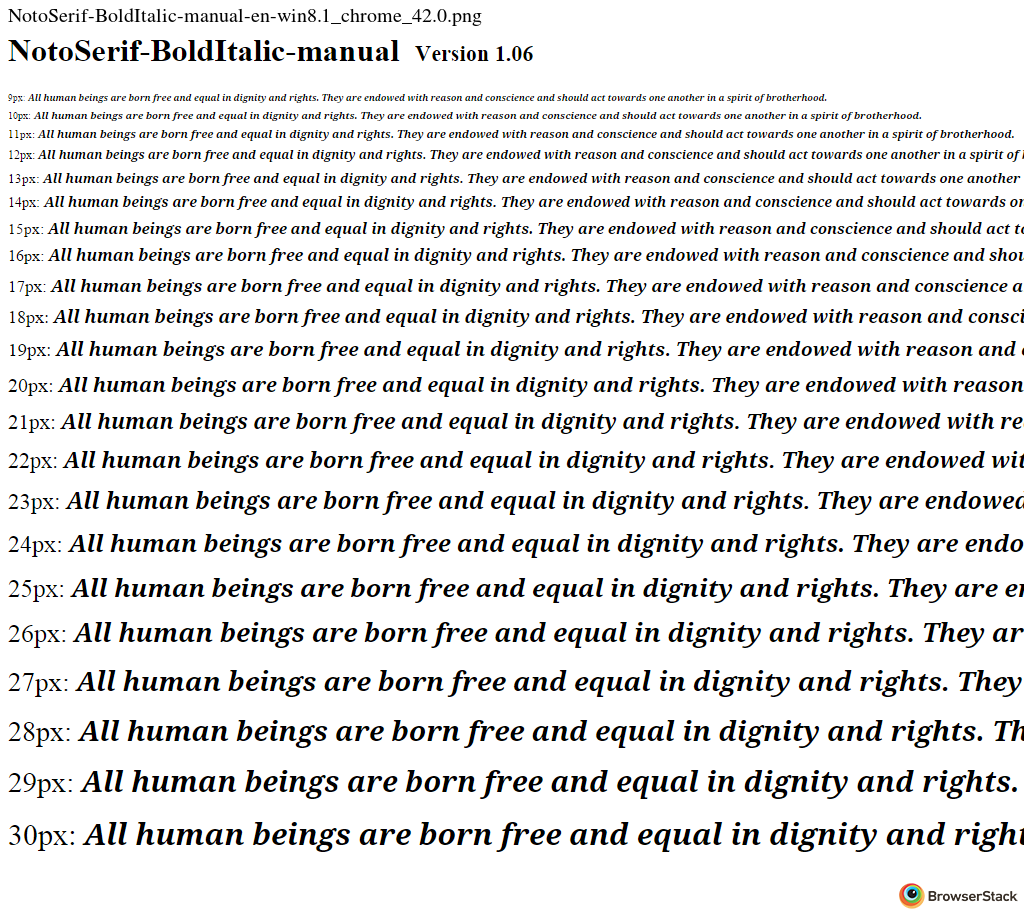 NotoSerif-BoldItalic-manual-en-win8.1_chrome_42.0.png
NotoSerif-BoldItalic-manual Version 1.06
9px: All human beings are born free and equal in dignity and rights. They are endowed with reason and conscience and should act towards one another in a spirit of brotherhood.
10px: All human beings are born free and equal in dignity and rights. They are endowed with reason and conscience and should act towards one another in a spirit of brotherhood.
11px: All human beings are born free and equal in dignity and rights. They are endowed with reason and conscience and should act towards one another in a spirit of brotherhood.
12px: All human beings are born free and equal in dignity and rights. They are endowed with reason and conscience and should act towards one another in a spirit of
13px: All human beings are born free and equal in dignity and rights. They are endowed with reason and conscience and should act towards one another
14px: All human beings are born free and equal in dignity and rights. They are endowed with reason and conscience and should act towards on
15px: All human beings are born free and equal in dignity and rights. They are endowed with reason and conscience and should act to
16px: All human beings are born free and equal in dignity and rights. They are endowed with reason and conscience and shou
17px: All human beings are born free and equal in dignity and rights. They are endowed with reason and conscience a
18px: All human beings are born free and equal in dignity and rights. They are endowed with reason and consci
19px: All human beings are born free and equal in dignity and rights. They are endowed with reason and
20px: All human beings are born free and equal in dignity and rights. They are endowed with reason
21px: All human beings are born free and equal in dignity and rights. They are endowed with re
22px: All human beings are born free and equal in dignity and rights. They are endowed wit
23px: All human beings are born free and equal in dignity and rights. They are endowed
24px: All human beings are born free and equal in dignity and rights. They are endo
25px: All human beings are born free and equal in dignity and rights. They are en
26px: All human beings are born free and equal in dignity and rights. They ar
27px: All human beings are born free and equal in dignity and rights. They
28px: All human beings are born free and equal in dignity and rights. Th
29px: All human beings are born free and equal in dignity and rights.
30px: All human beings are born free and equal in dignity and right
BrowserStack